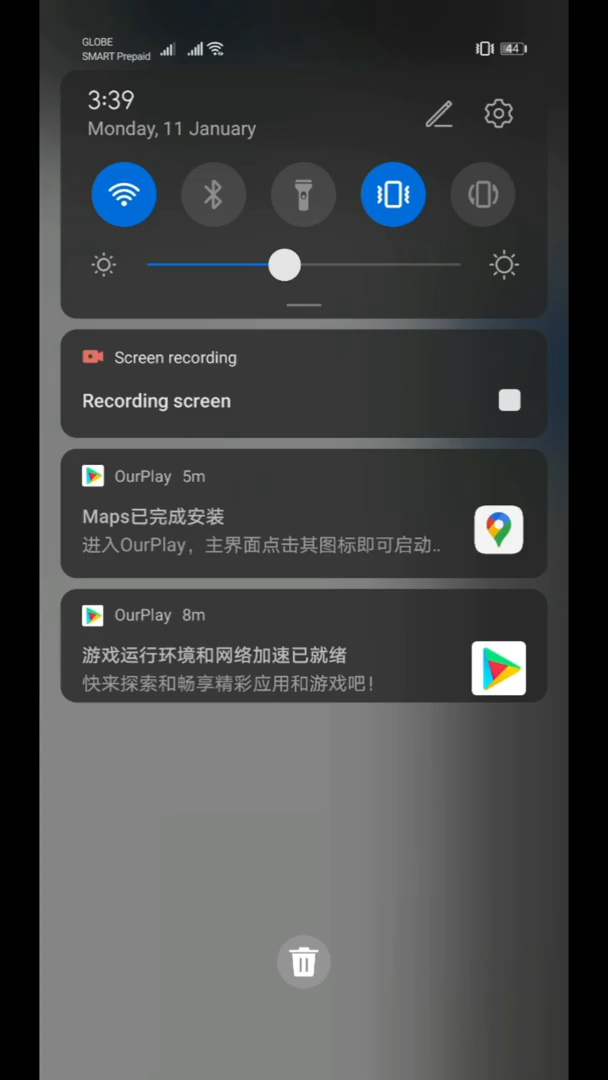 GLOBE
SMART Prepaid
44
3:39
Monday, 11 January
Screen recording
Recording screen
OurPlay 5m
Maps已完成安装
进入OurPlay，主界面点击其图标即可启动..
OurPlay 8m
游戏运行环境和网络加速已就绪
快来探索和畅享精彩应用和游戏吧！